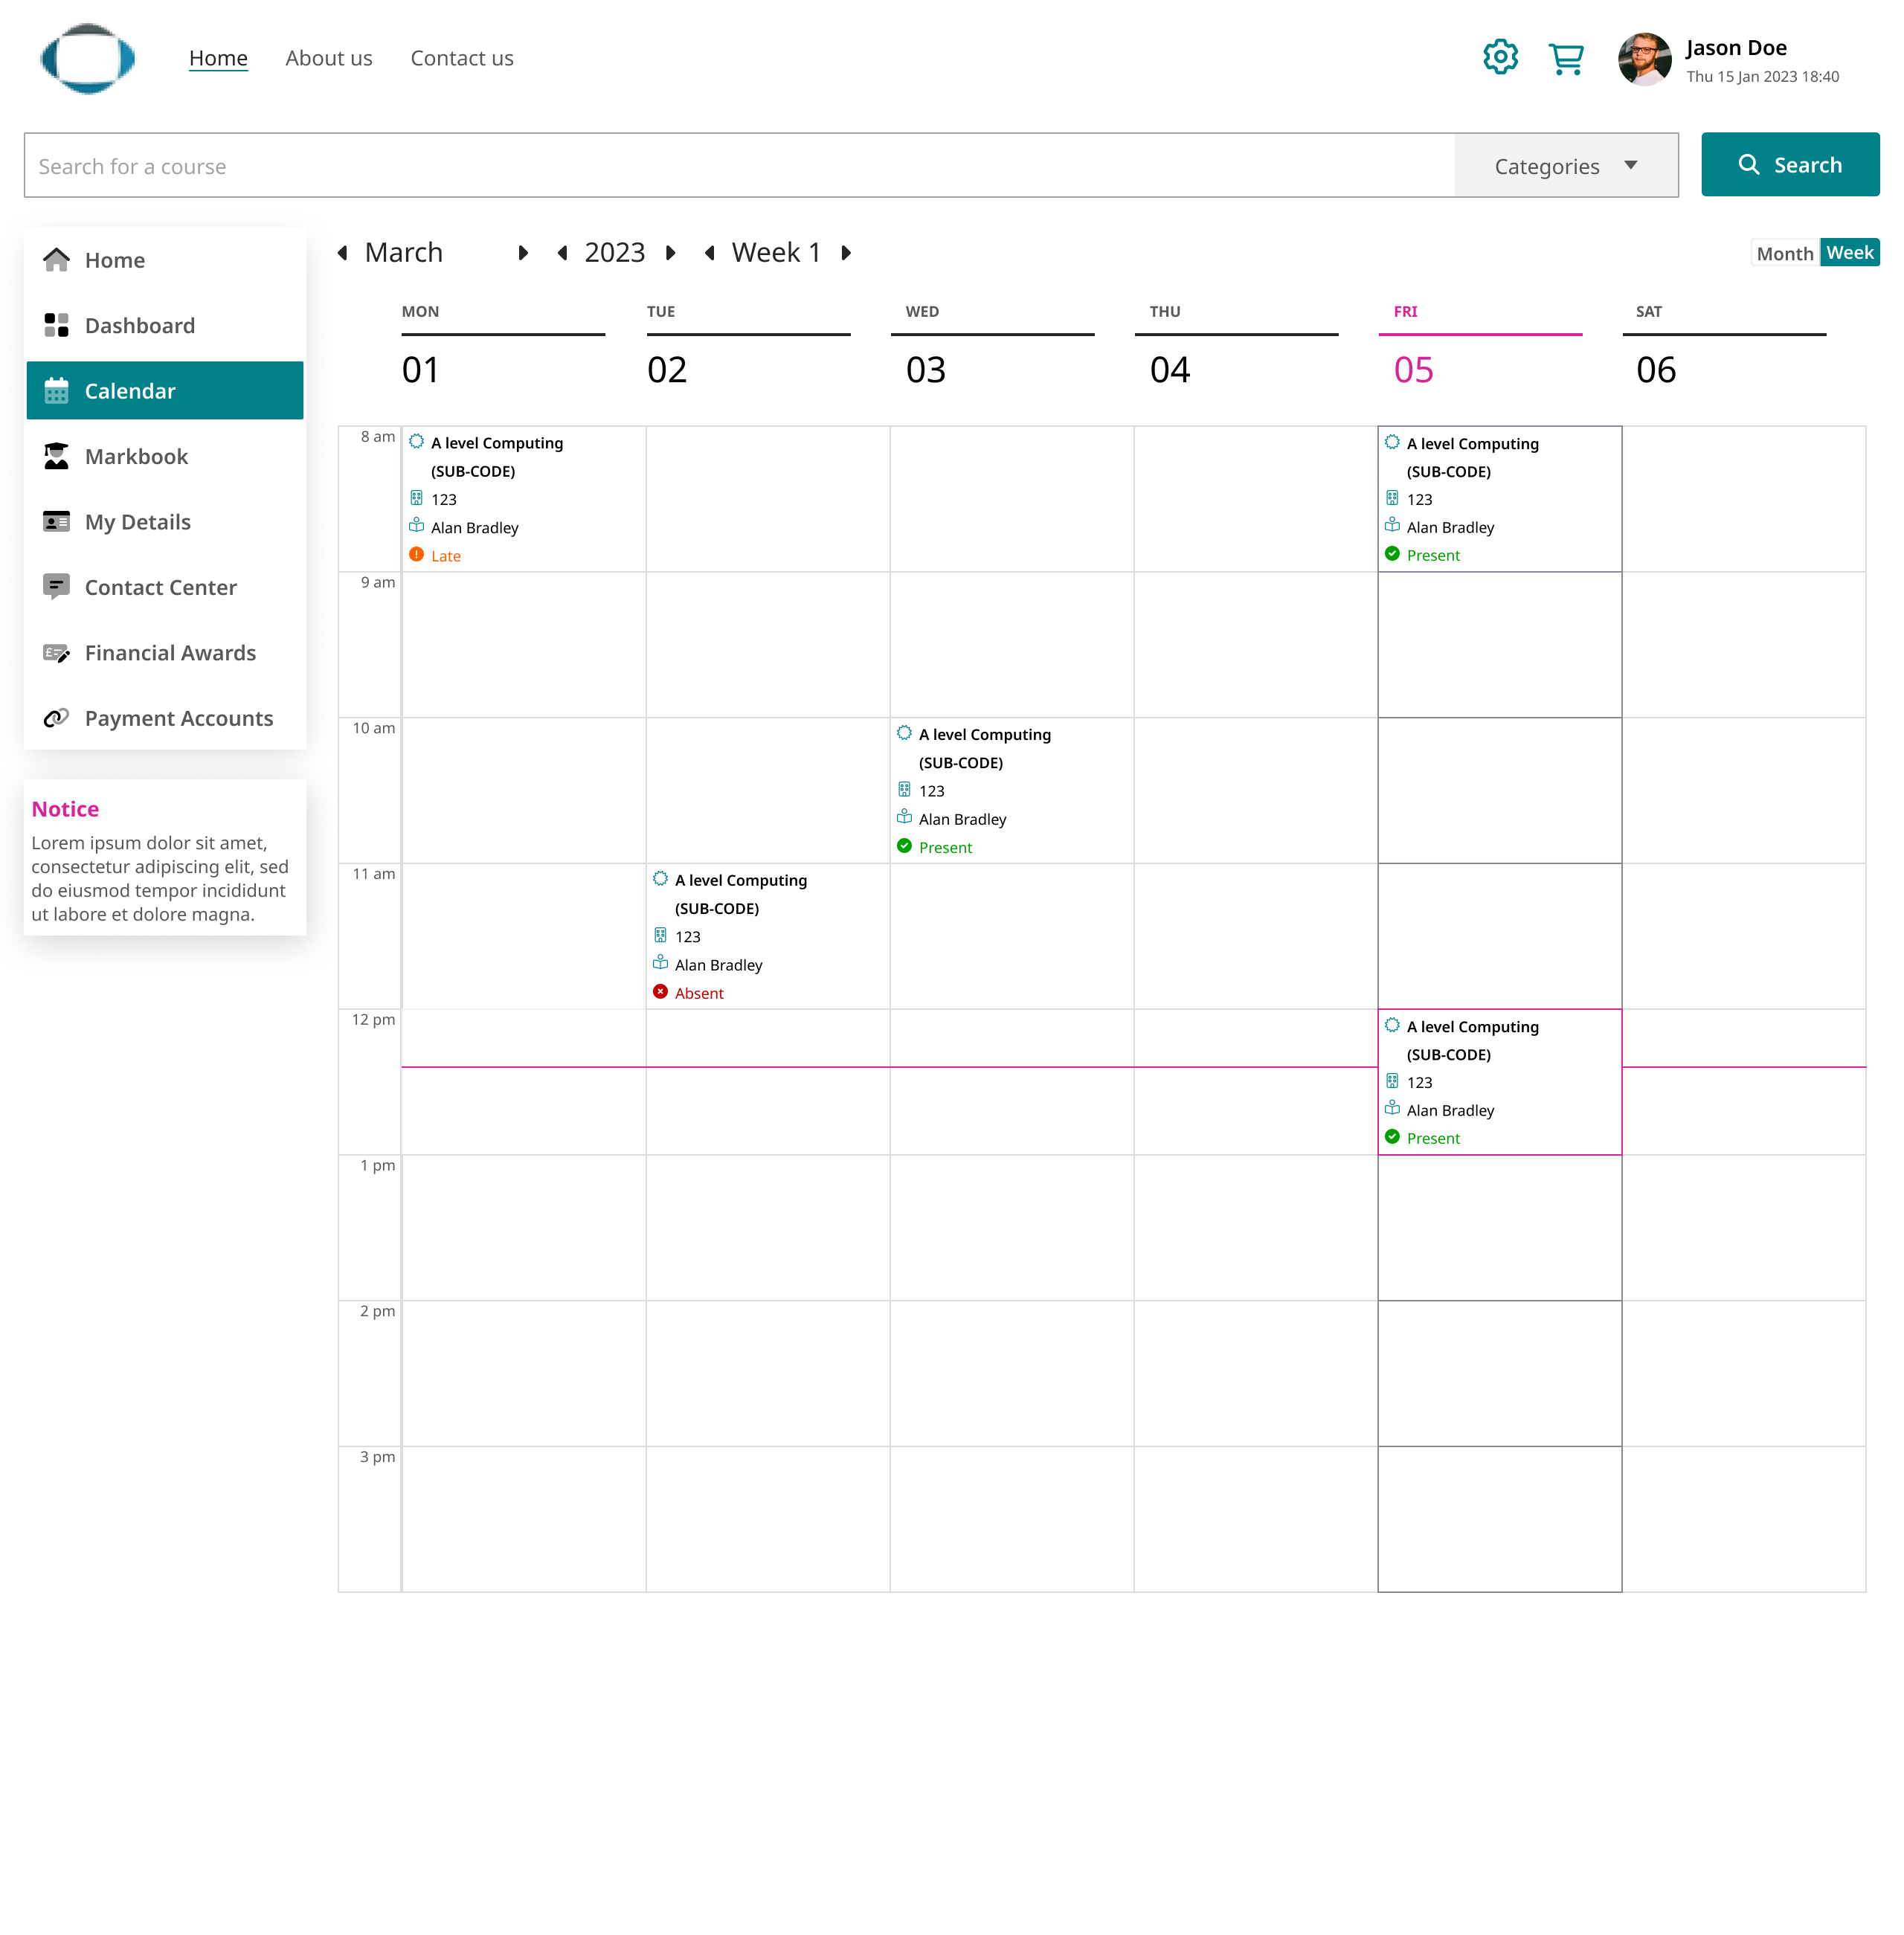 Home About us Contact us
Jason Doe
Thu 15 Jan 2023 18:40
Search for a course
Categories
Search
Home
Dashboard
Calendar
Markbook
My Details
Contact Center
Financial Awards
Payment Accounts
Notice
Lorem ipsum dolor sit amet,
consectetur adipiscing elit, sed
do eiusmod tempor incididunt
ut labore et dolore magna.
March 2023 Week 1
Month Week
MON TUE WED THU FRI SAT
01 02 03 04 05 06
8 am
A level Computing
(SUB-CODE)
123
Alan Bradley
Late
A level Computing
(SUB-CODE)
123
Alan Bradley
Present
9 am
10 am
A level Computing
(SUB-CODE)
123
Alan Bradley
Present
11 am
A level Computing
(SUB-CODE)
123
Alan Bradley
Absent
12 pm
A level Computing
(SUB-CODE)
123
Alan Bradley
Present
1 pm
2 pm
3 pm